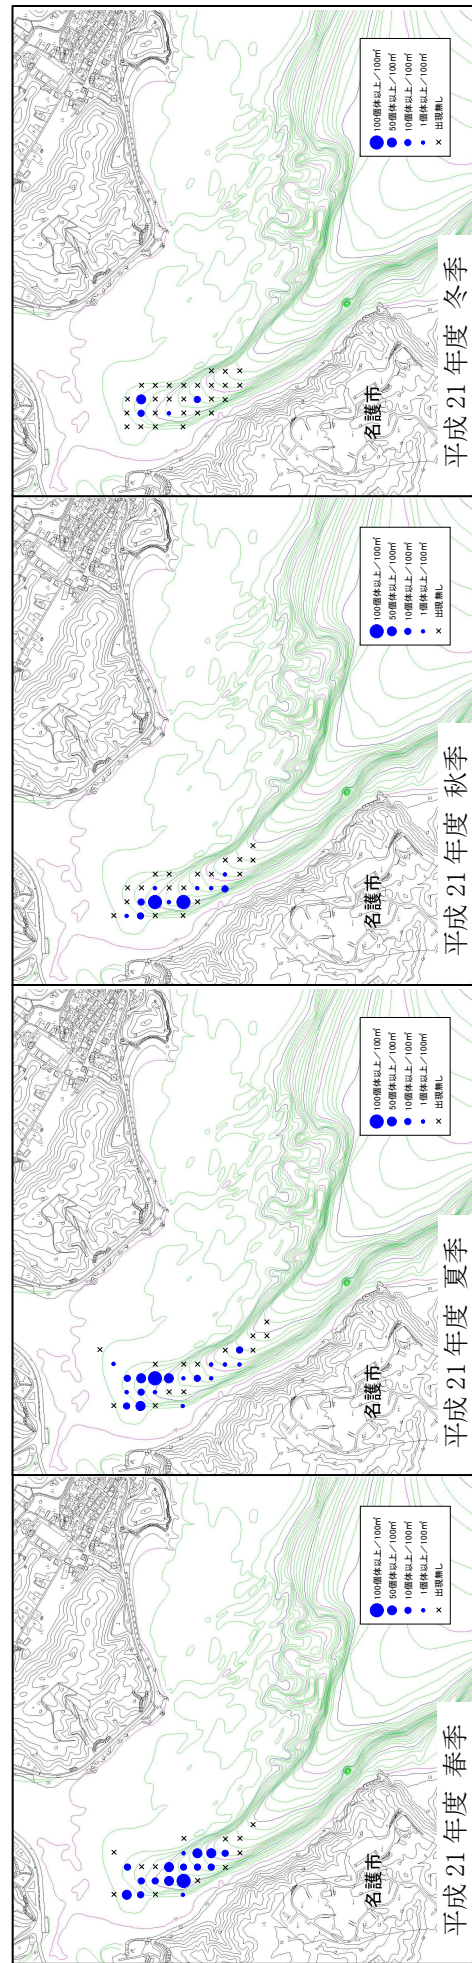 名護市
100個体以上/100㎡
50個体以上/100㎡
10個体以上/100㎡
1個体以上/100㎡
× 出現無し
平成 21 年度 春季
名護市
100個体以上/100㎡
50個体以上/100㎡
10個体以上/100㎡
1個体以上/100㎡
× 出現無し
平成 21 年度 夏季
名護市
100個体以上/100㎡
50個体以上/100㎡
10個体以上/100㎡
1個体以上/100㎡
× 出現無し
平成 21 年度 秋季
名護市
100個体以上/100㎡
50個体以上/100㎡
10個体以上/100㎡
1個体以上/100㎡
× 出現無し
平成 21 年度 冬季